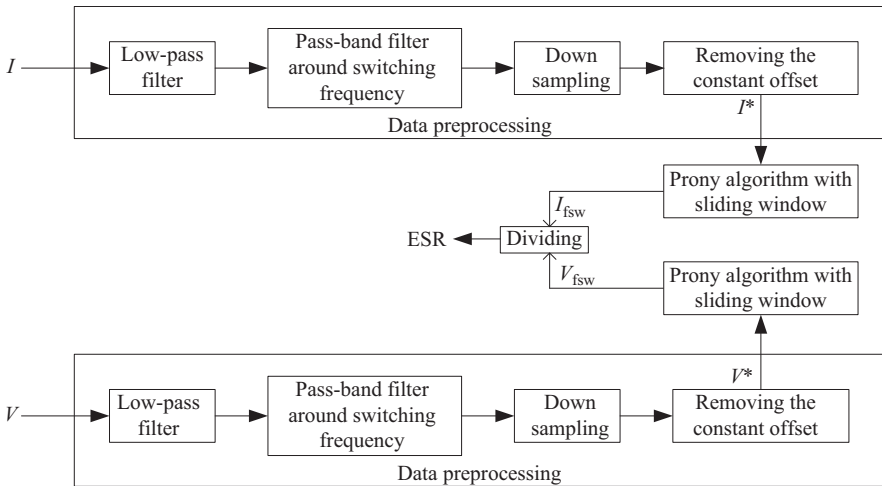 I
Low-pass
filter
Pass-band filter
around switching
frequency
Down
sampling
Removing the
constant offset
Data preprocessing
I*
Prony algorithm with
sliding window
I_fsw
ESR
Dividing
V_fsw
Prony algorithm with
sliding window
V*
V
Low-pass
filter
Pass-band filter
around switching
frequency
Down
sampling
Removing the
constant offset
Data preprocessing